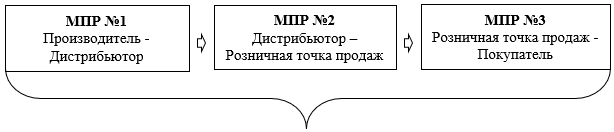 МПР №1
Производитель -
Дистрибьютор
МПР №2
Дистрибьютор –
Розничная точка продаж
МПР №3
Розничная точка продаж -
Покупатель